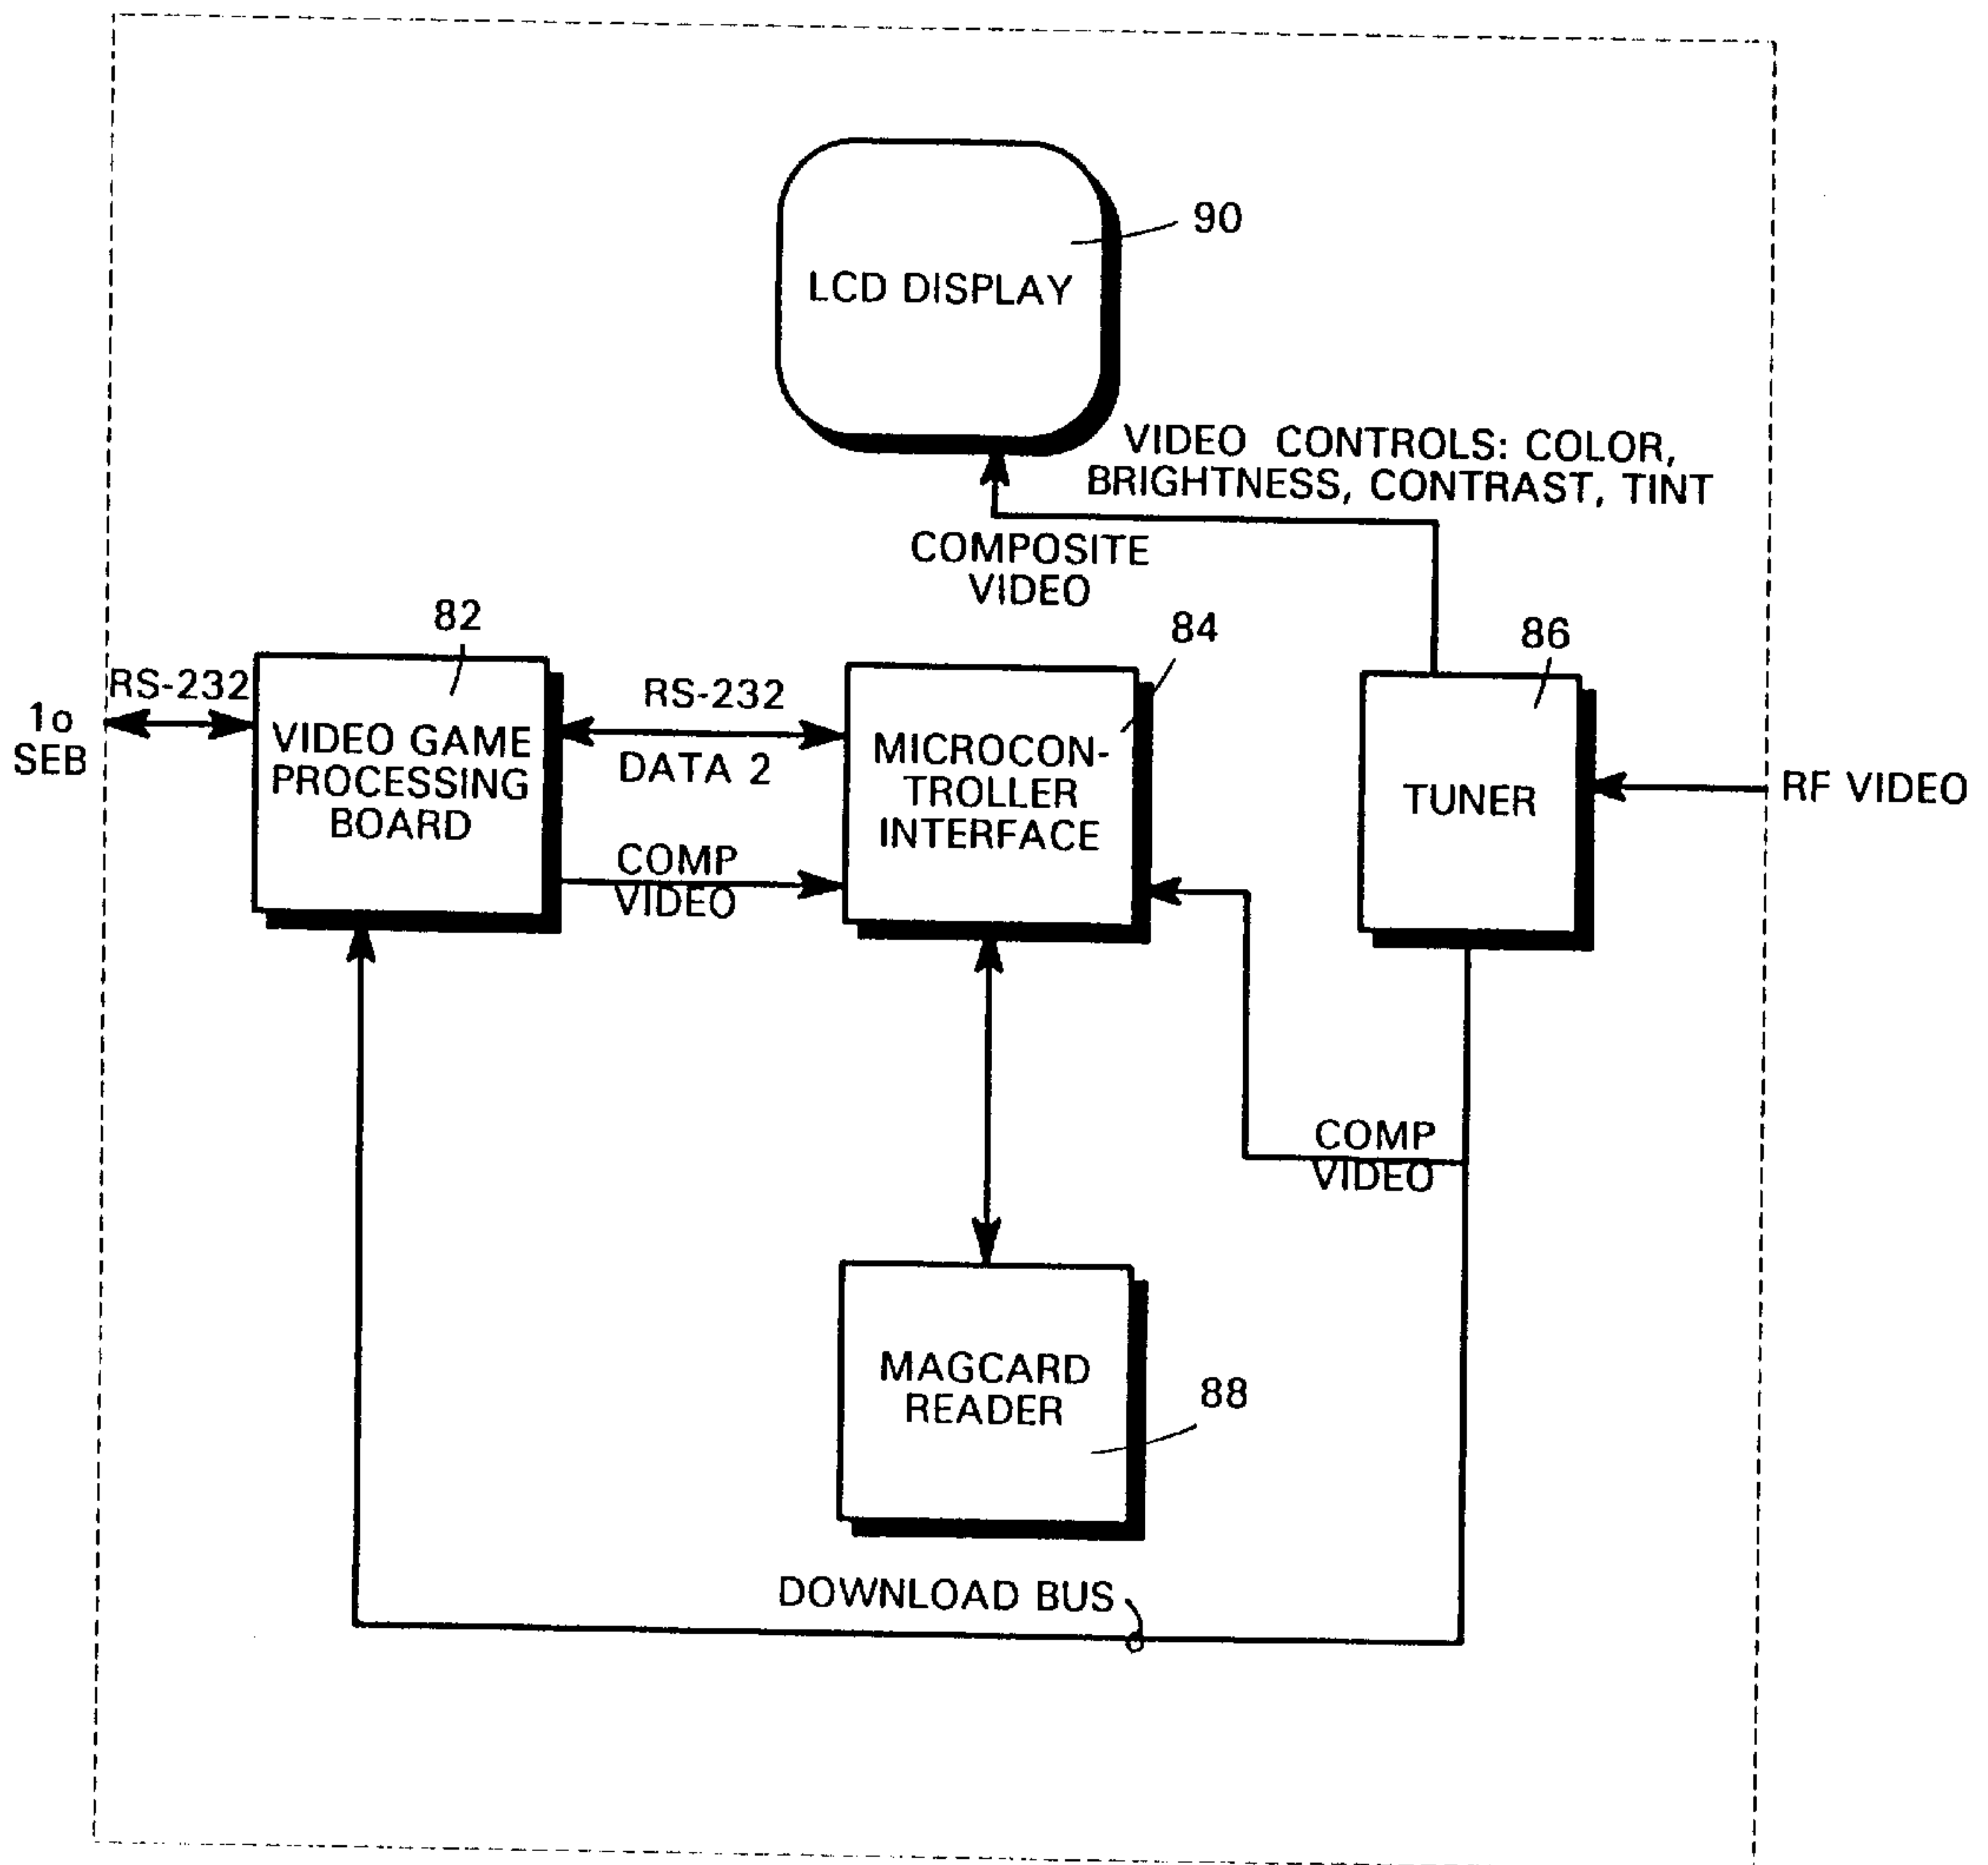 90
LCD DISPLAY
VIDEO CONTROLS: COLOR,
BRIGHTNESS, CONTRAST, TINT
COMPOSITE
VIDEO
82
84
86
RS-232
1o
SEB
VIDEO GAME
PROCESSING
BOARD
RS-232
DATA 2
COMP
VIDEO
MICROCON-
TROLLER
INTERFACE
TUNER
RF VIDEO
COMP
VIDEO
MAGCARD
READER
88
DOWNLOAD BUS